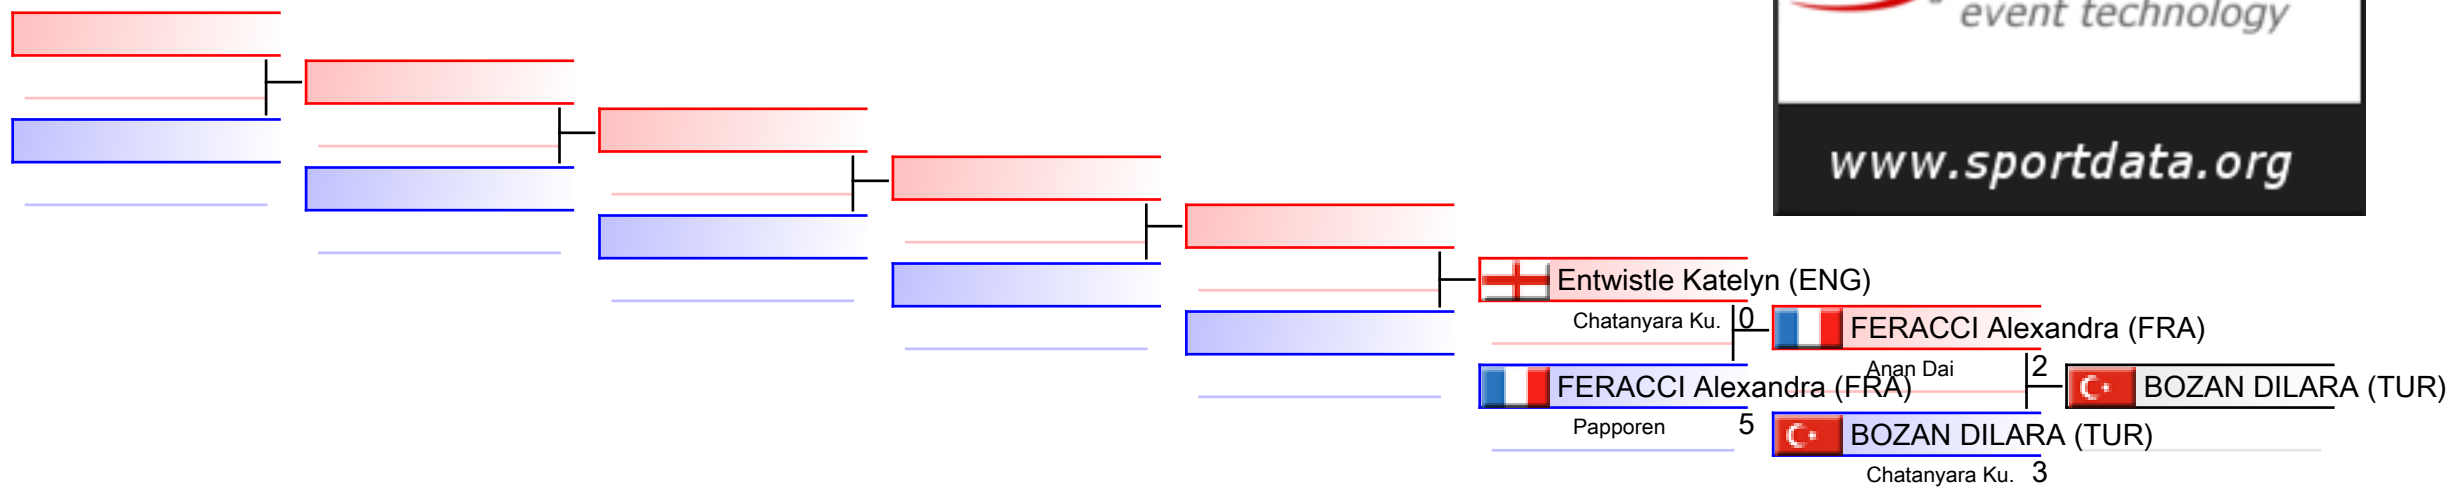 event technology
www.sportdata.org
Entwistle Katelyn (ENG)
Chatanyara Ku. 0
FERACCI Alexandra (FRA)
Anan Dai 2
FERACCI Alexandra (FRA)
BOZAN DILARA (TUR)
Papporen 5
BOZAN DILARA (TUR)
Chatanyara Ku. 3